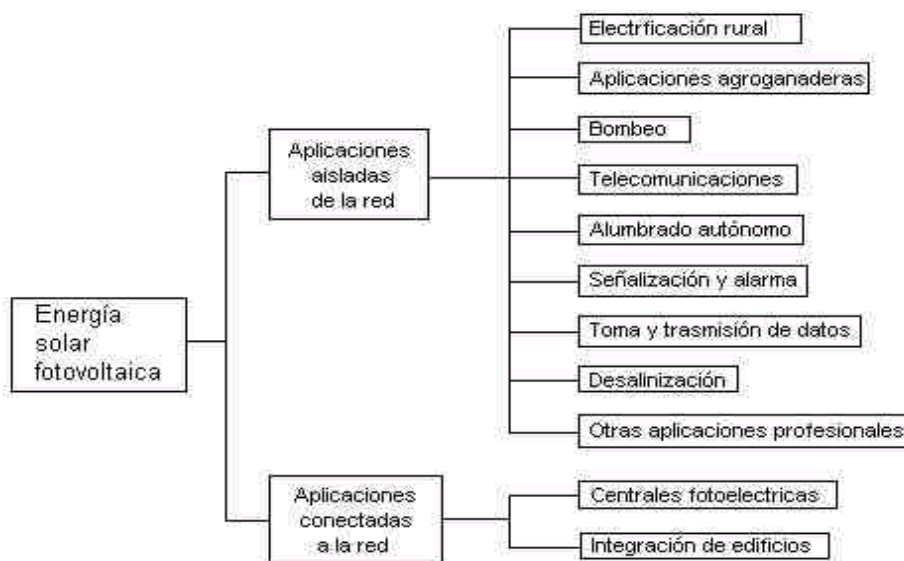 Energía
solar
fotovoltaica
Aplicaciones
aisladas
de la red
Electrficación rural
Aplicaciones agroganaderas
Bombeo
Telecomunicaciones
Alumbrado autónomo
Señalización y alarma
Toma y trasmisión de datos
Desalinización
Otras aplicaciones profesionales
Aplicaciones
conectadas
a la red
Centrales fotoelectricas
Integración de edificios